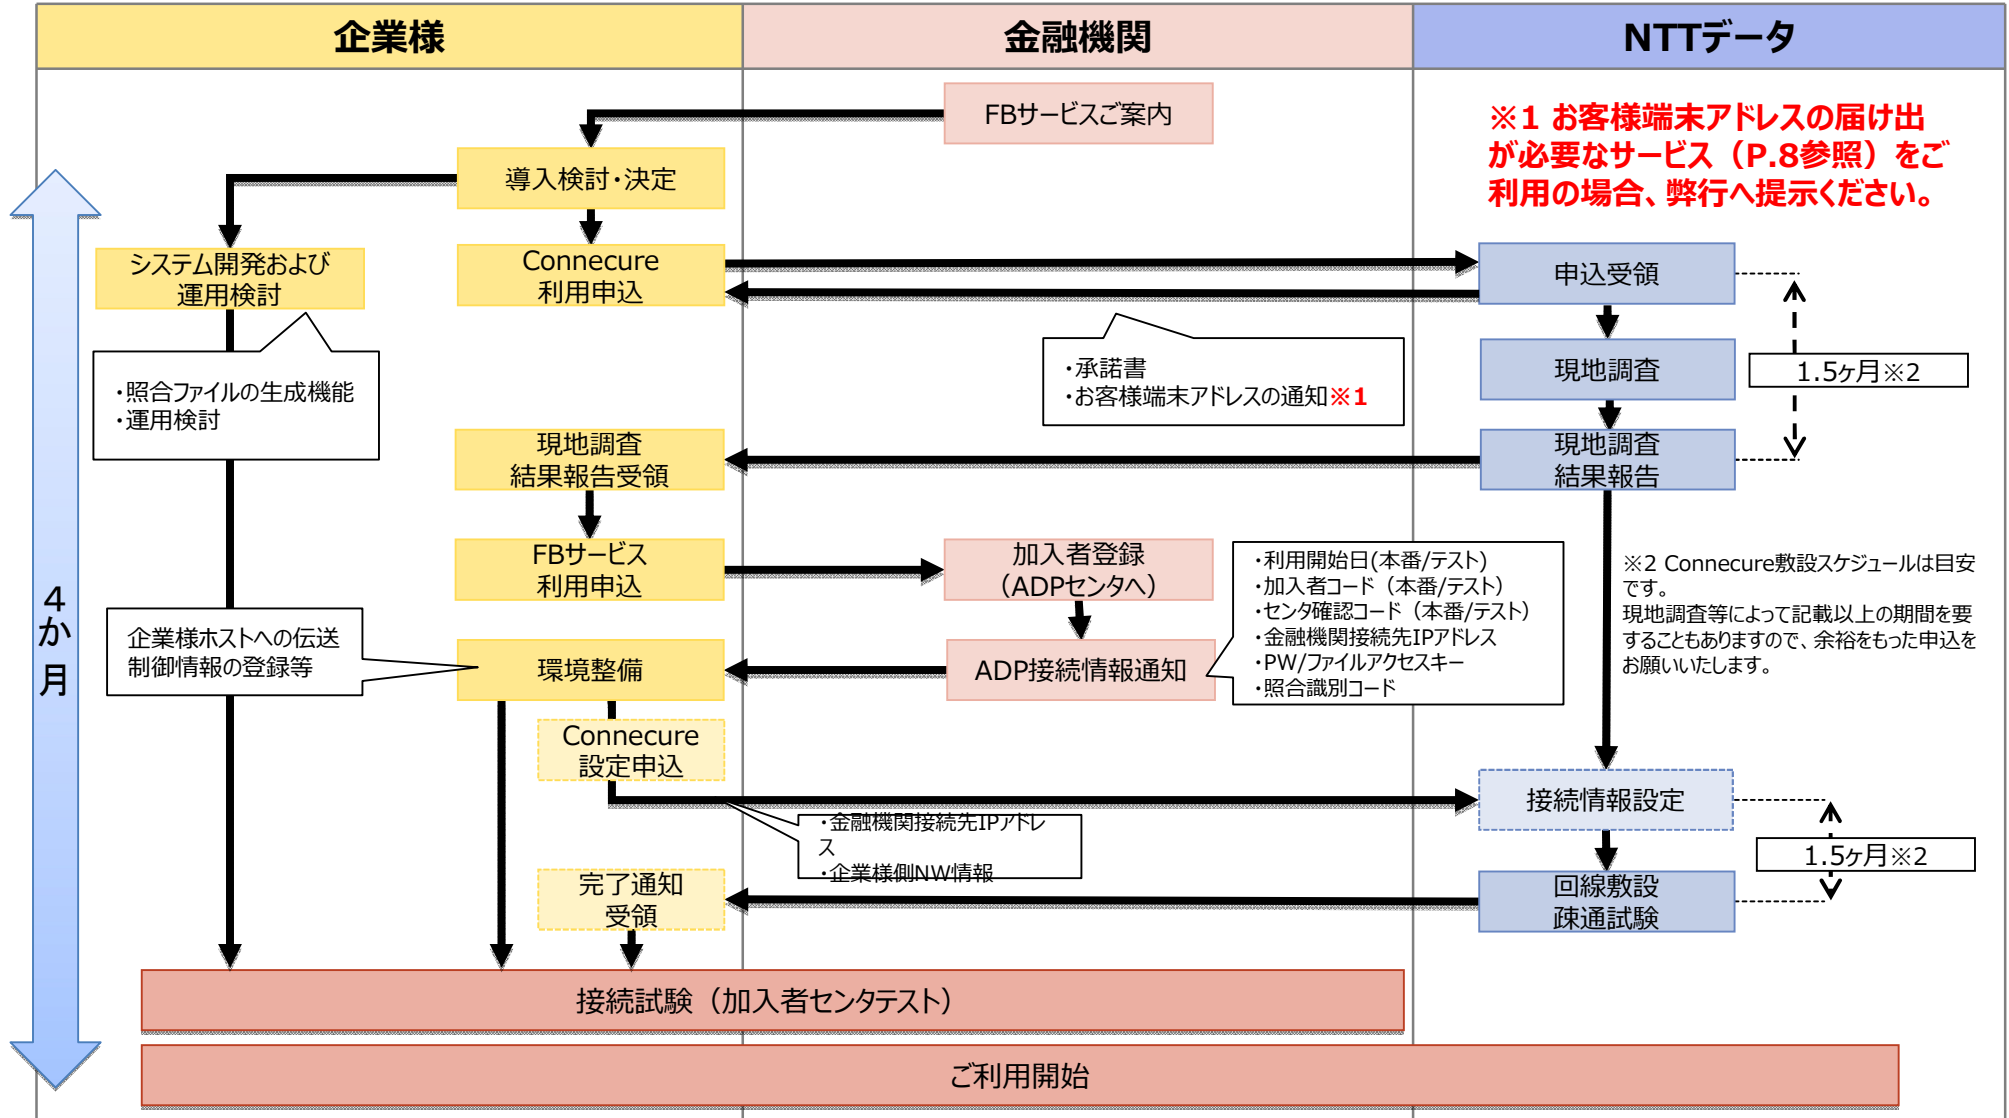 企業様
金融機関
NTTデータ
FBサービスご案内
※1 お客様端末アドレスの届け出
が必要なサービス（P.8参照）をご
利用の場合、弊行へ提示ください。
導入検討・決定
システム開発および
運用検討
Connecure
利用申込
申込受領
・照合ファイルの生成機能
・運用検討
・承諾書
・お客様端末アドレスの通知※1
現地調査
1.5ヶ月※2
現地調査
結果報告受領
現地調査
結果報告
FBサービス
利用申込
加入者登録
（ADPセンタへ）
・利用開始日(本番/テスト)
・加入者コード（本番/テスト）
・センタ確認コード（本番/テスト）
・金融機関接続先IPアドレス
・PW/ファイルアクセスキー
・照合識別コード
※2 Connecure敷設スケジュールは目安
です。
現地調査等によって記載以上の期間を要
することもありますので、余裕をもった申込を
お願いいたします。
4
か
月
企業様ホストへの伝送
制御情報の登録等
環境整備
ADP接続情報通知
Connecure
設定申込
接続情報設定
・金融機関接続先IPアドレ
ス
・企業様側NW情報
1.5ヶ月※2
完了通知
受領
回線敷設
疎通試験
接続試験（加入者センタテスト）
ご利用開始